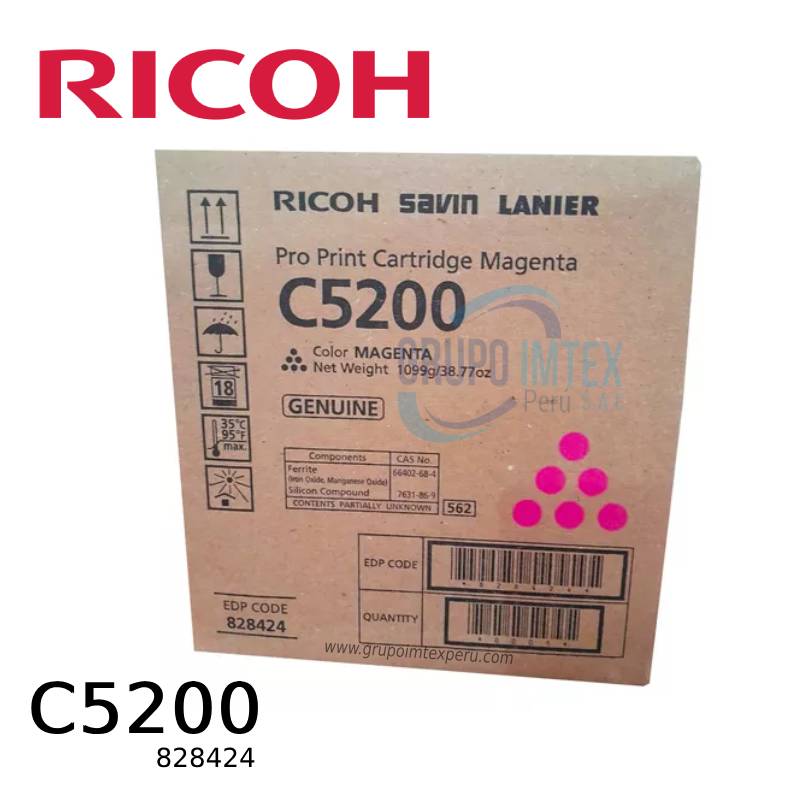 RICOH
RICOH savin LANIER
Pro Print Cartridge Magenta
C5200
Color MAGENTA
Net Weight 1099g/38.77oz
GRUPO IMTEX
Peru S.A.C
GENUINE
18
35°C
95°F
max.
Components CAS No.
Ferrite 66402-68-4
(Iron Oxide, Manganese Oxide)
Silicon Compound 7631-86-9
CONTENTS PARTIALLY UNKNOWN 562
EDP CODE
*828424*
QUANTITY
EDP CODE
828424
www.grupoimtexperu.com
C5200
828424